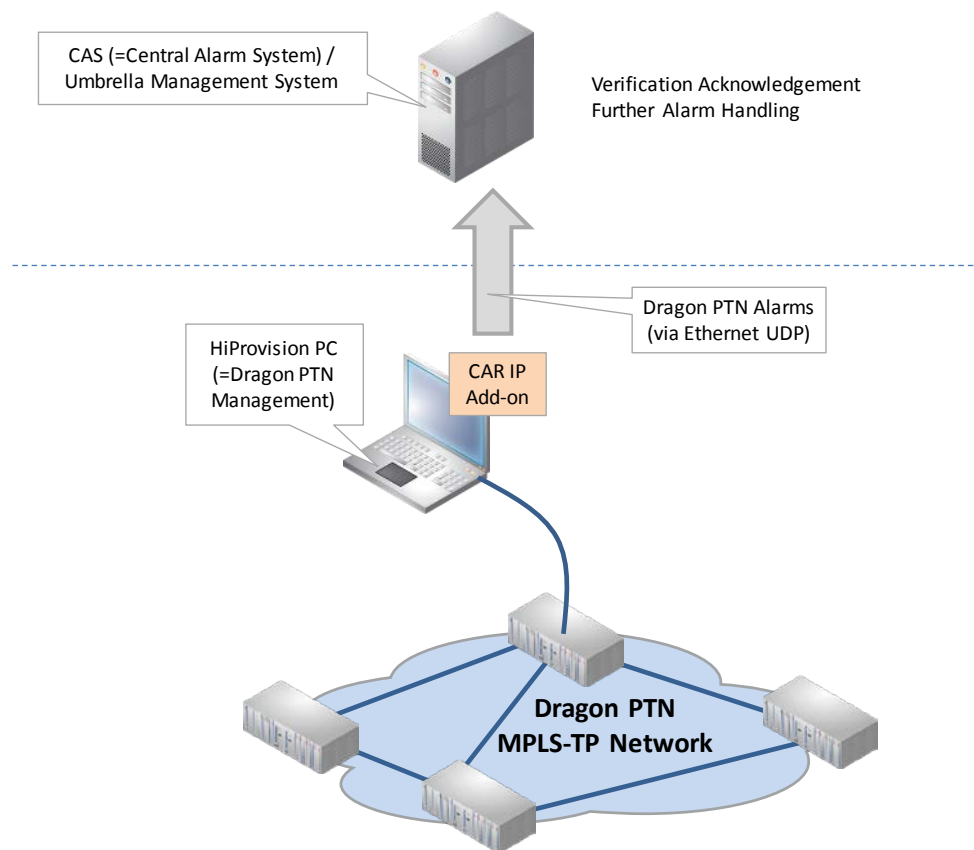 CAS (=Central Alarm System) /
Umbrella Management System
Verification Acknowledgement
Further Alarm Handling
Dragon PTN Alarms
(via Ethernet UDP)
HiProvision PC
(=Dragon PTN
Management)
CAR IP
Add-on
Dragon PTN
MPLS-TP Network